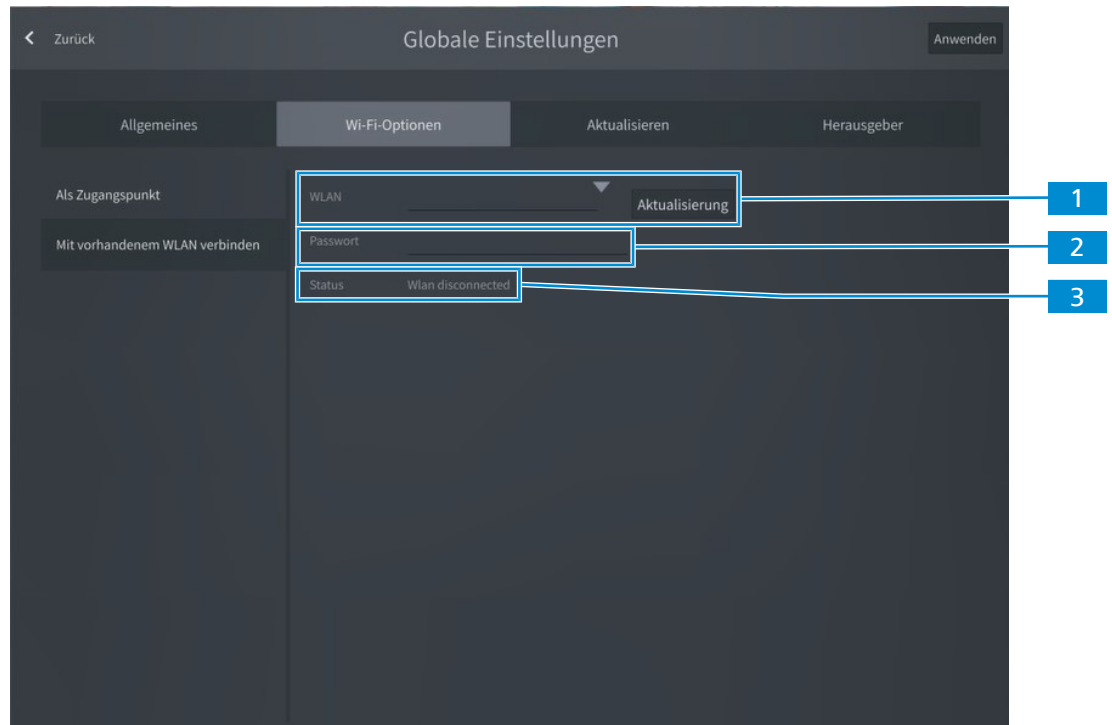 Zurück
Globale Einstellungen
Anwenden
Allgemeines
Wi-Fi-Optionen
Aktualisieren
Herausgeber
Als Zugangspunkt
WLAN
Aktualisierung
1
Mit vorhandenem WLAN verbinden
Passwort
2
Status Wlan disconnected
3